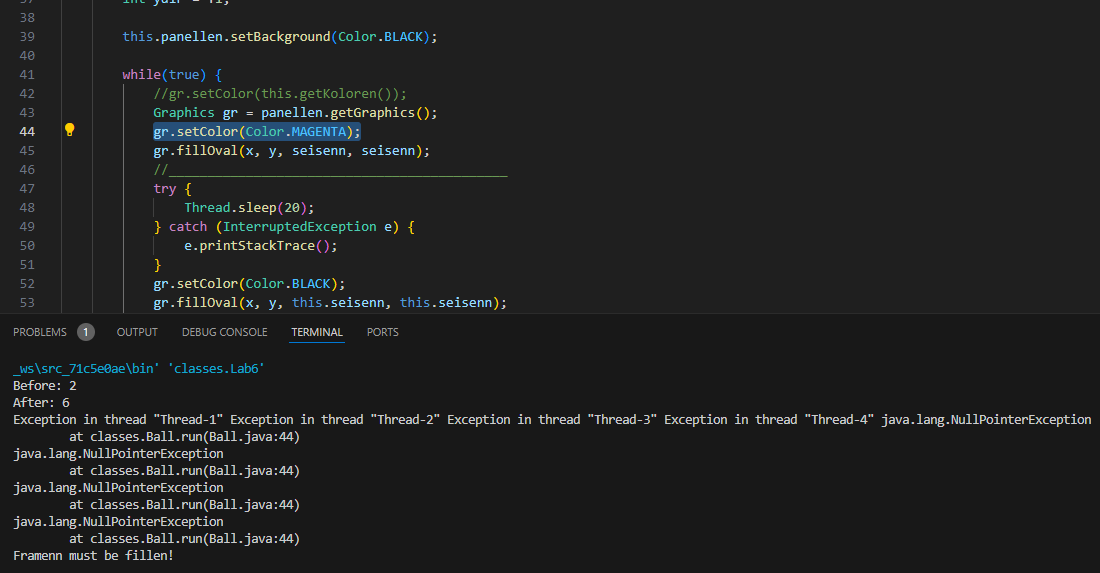 37 int ydir = 11;
38
39 this.panellen.setBackground(Color.BLACK);
40
41 while(true) {
42 //gr.setColor(this.getKoloren());
43 Graphics gr = panellen.getGraphics();
44 gr.setColor(Color.MAGENTA);
45 gr.fillOval(x, y, seisenn, seisenn);
46 //____________________________________________
47 try {
48 Thread.sleep(20);
49 } catch (InterruptedException e) {
50 e.printStackTrace();
51 }
52 gr.setColor(Color.BLACK);
53 gr.fillOval(x, y, this.seisenn, this.seisenn);
PROBLEMS 1 OUTPUT DEBUG CONSOLE TERMINAL PORTS
_ws\src_71c5e0ae\bin' 'classes.Lab6'
Before: 2
After: 6
Exception in thread "Thread-1" Exception in thread "Thread-2" Exception in thread "Thread-3" Exception in thread "Thread-4" java.lang.NullPointerException
at classes.Ball.run(Ball.java:44)
java.lang.NullPointerException
at classes.Ball.run(Ball.java:44)
java.lang.NullPointerException
at classes.Ball.run(Ball.java:44)
java.lang.NullPointerException
at classes.Ball.run(Ball.java:44)
Framenn must be fillen!